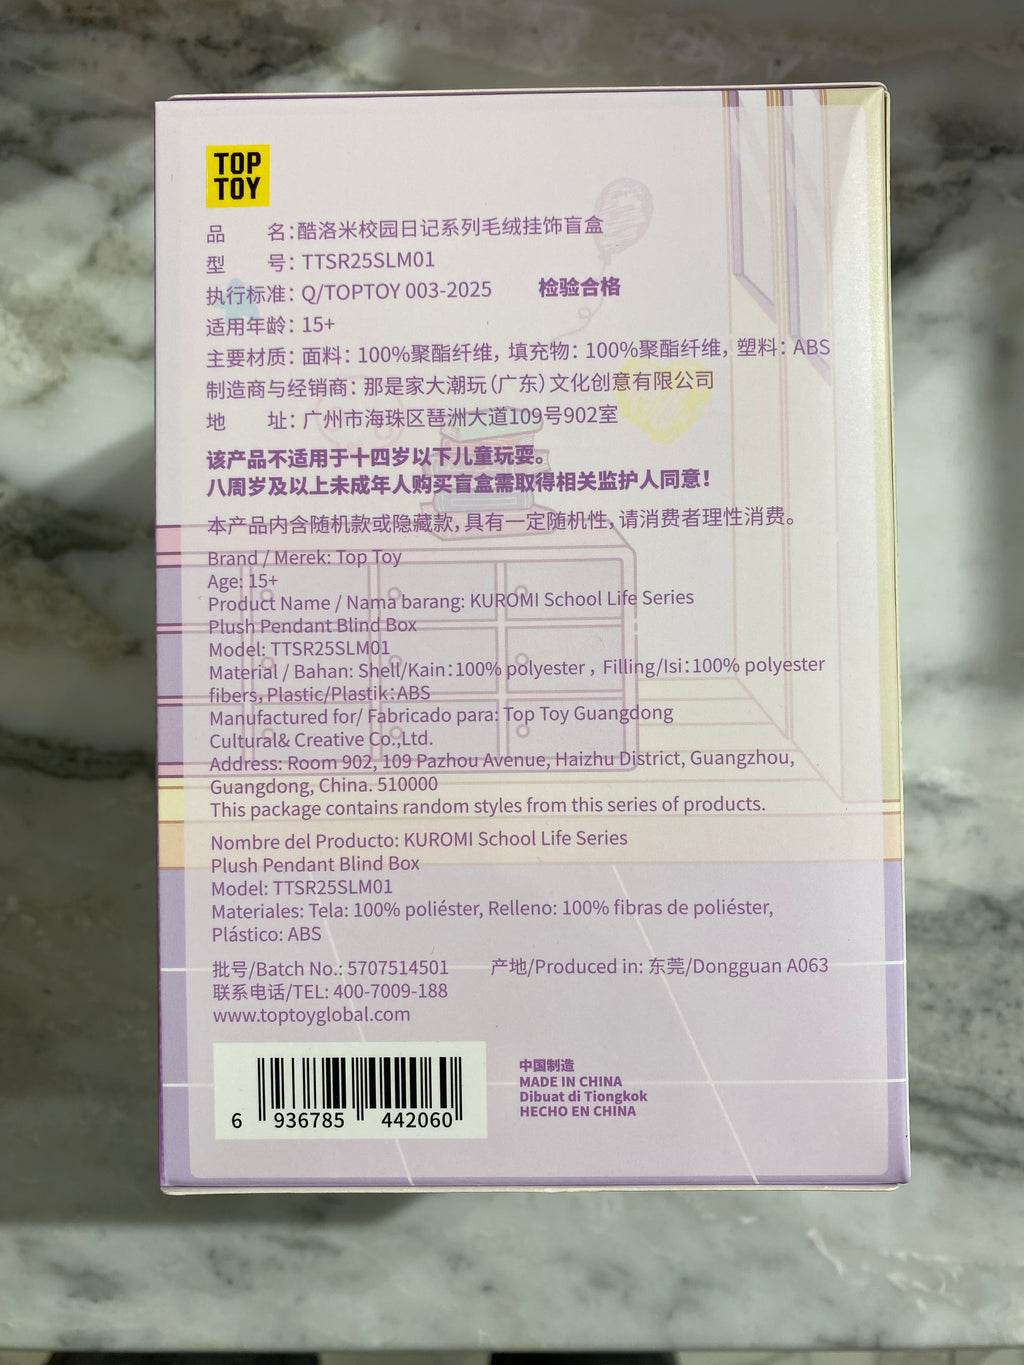 TOP
TOY
品 名：酷洛米校园日记系列毛绒挂饰盲盒
型 号：TTSR25SLM01
执行标准：Q/TOPTOY 003-2025 检验合格
适用年龄：15+
主要材质：面料：100%聚酯纤维，填充物：100%聚酯纤维，塑料：ABS
制造商与经销商：那是家大潮玩（广东）文化创意有限公司
地 址：广州市海珠区琶洲大道109号902室
该产品不适用于十四岁以下儿童玩耍。
八周岁及以上未成年人购买盲盒需取得相关监护人同意！
本产品内含随机款或隐藏款，具有一定随机性，请消费者理性消费。
Brand / Merek: Top Toy
Age: 15+
Product Name / Nama barang: KUROMI School Life Series
Plush Pendant Blind Box
Model: TTSR25SLM01
Material / Bahan: Shell/Kain：100% polyester , Filling/Isi：100% polyester
fibers，Plastic/Plastik：ABS
Manufactured for/ Fabricado para: Top Toy Guangdong
Cultural& Creative Co.,Ltd.
Address: Room 902, 109 Pazhou Avenue, Haizhu District, Guangzhou,
Guangdong, China. 510000
This package contains random styles from this series of products.
Nombre del Producto: KUROMI School Life Series
Plush Pendant Blind Box
Model: TTSR25SLM01
Materiales: Tela: 100% poliéster, Relleno: 100% fibras de poliéster,
Plástico: ABS
批号/Batch No.: 5707514501 产地/Produced in: 东莞/Dongguan A063
联系电话/TEL: 400-7009-188
www.toptoyglobal.com
6 936785 442060
中国制造
MADE IN CHINA
Dibuat di Tiongkok
HECHO EN CHINA